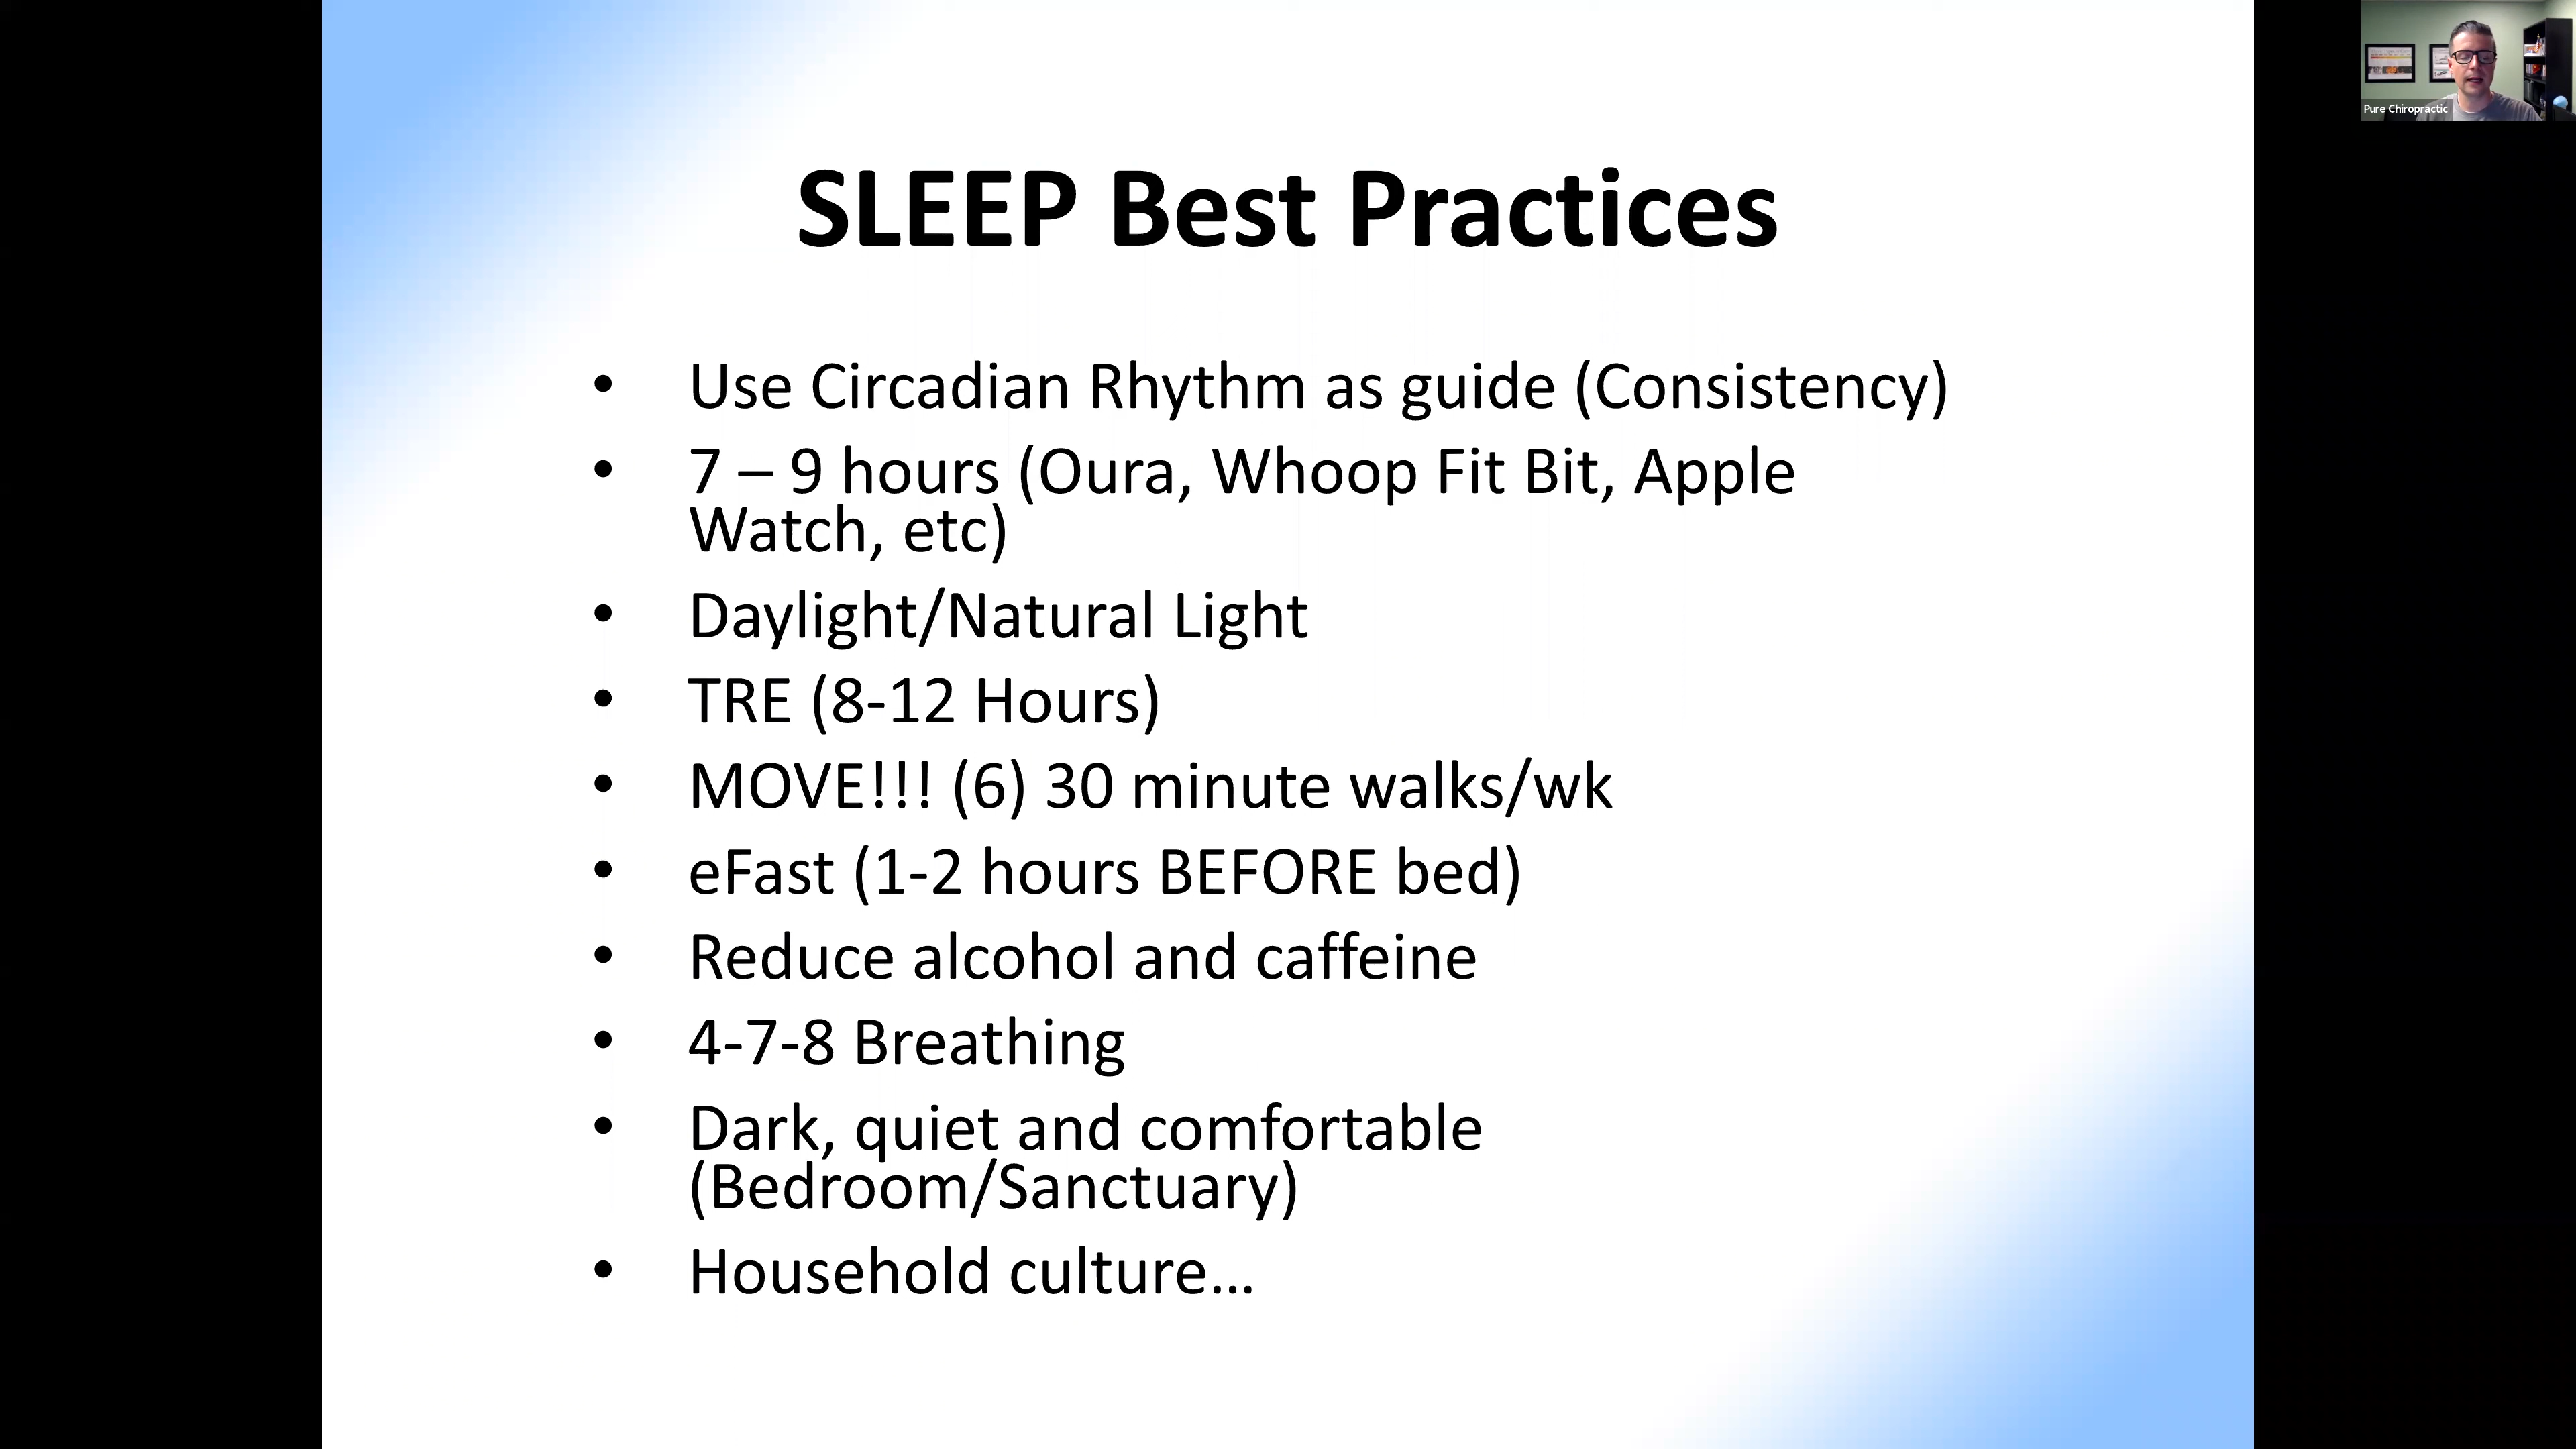 Pure Chiropractic
SLEEP Best Practices
• Use Circadian Rhythm as guide (Consistency)
• 7 – 9 hours (Oura, Whoop Fit Bit, Apple
Watch, etc)
• Daylight/Natural Light
• TRE (8-12 Hours)
• MOVE!!! (6) 30 minute walks/wk
• eFast (1-2 hours BEFORE bed)
• Reduce alcohol and caffeine
• 4-7-8 Breathing
• Dark, quiet and comfortable
(Bedroom/Sanctuary)
• Household culture...